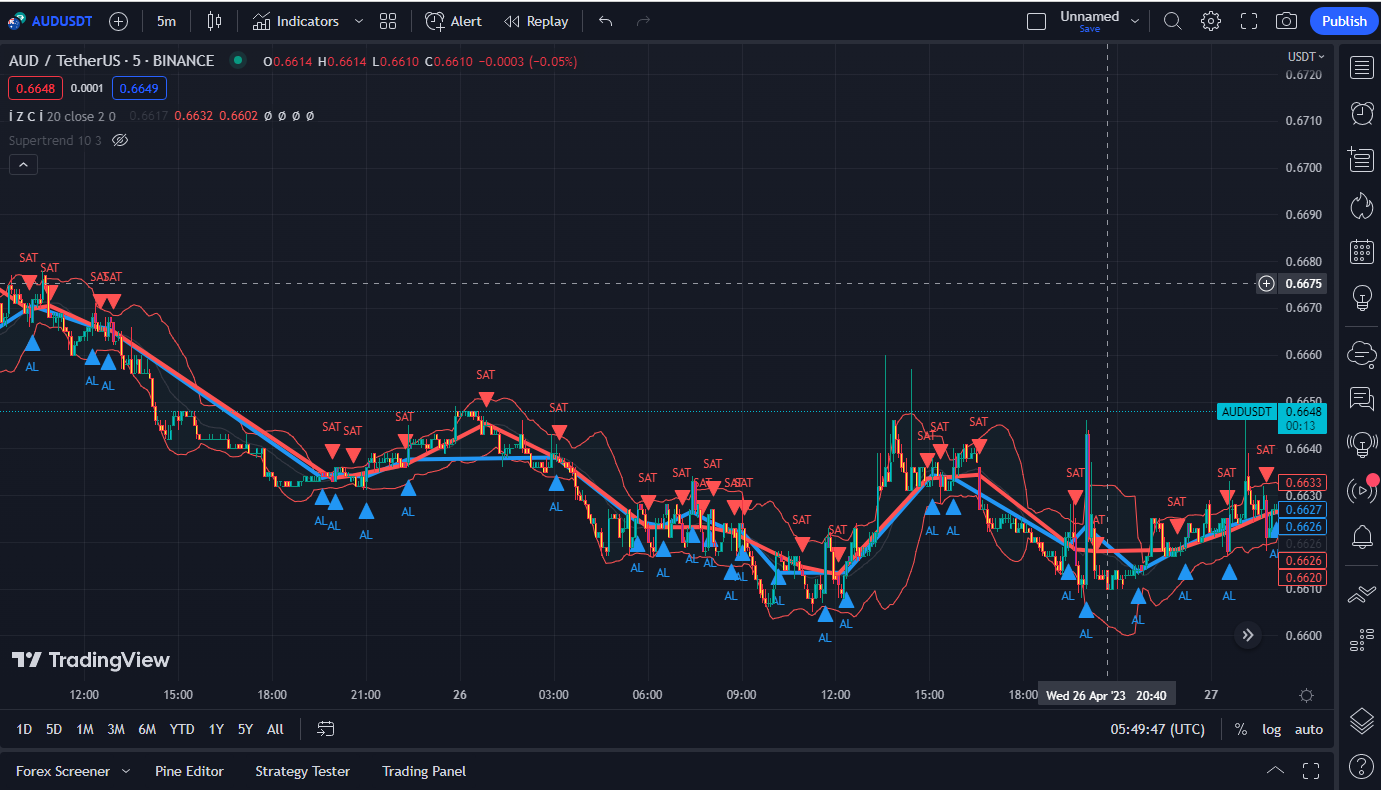 AUDUSDT 5m Indicators Alert Replay Unnamed Save Publish
AUD / TetherUS · 5 · BINANCE O0.6614 H0.6614 L0.6610 C0.6610 −0.0003 (−0.05%)
0.6648 0.0001 0.6649
İ Z C İ 20 close 2 0 0.6617 0.6632 0.6602 Ø Ø Ø Ø
Supertrend 10 3
USDT
0.6720
0.6710
0.6700
0.6690
0.6680
0.6675
0.6670
0.6660
0.6650
AUDUSDT 0.6648
00:13
0.6640
0.6633
0.6630
0.6627
0.6626
0.6626
0.6626
0.6620
0.6610
0.6600
SAT SAT SAT SAT
AL AL AL
SAT SAT SAT SAT SAT
AL AL AL AL AL
SAT SAT SAT SAT SAT SAT SAT SAT
AL AL AL AL AL AL AL AL AL
SAT SAT SAT SAT SAT SAT SAT SAT
AL AL AL AL AL AL AL AL
TradingView
12:00 15:00 18:00 21:00 26 03:00 06:00 09:00 12:00 15:00 18:00 Wed 26 Apr '23 20:40 27
1D 5D 1M 3M 6M YTD 1Y 5Y All 05:49:47 (UTC) % log auto
Forex Screener Pine Editor Strategy Tester Trading Panel